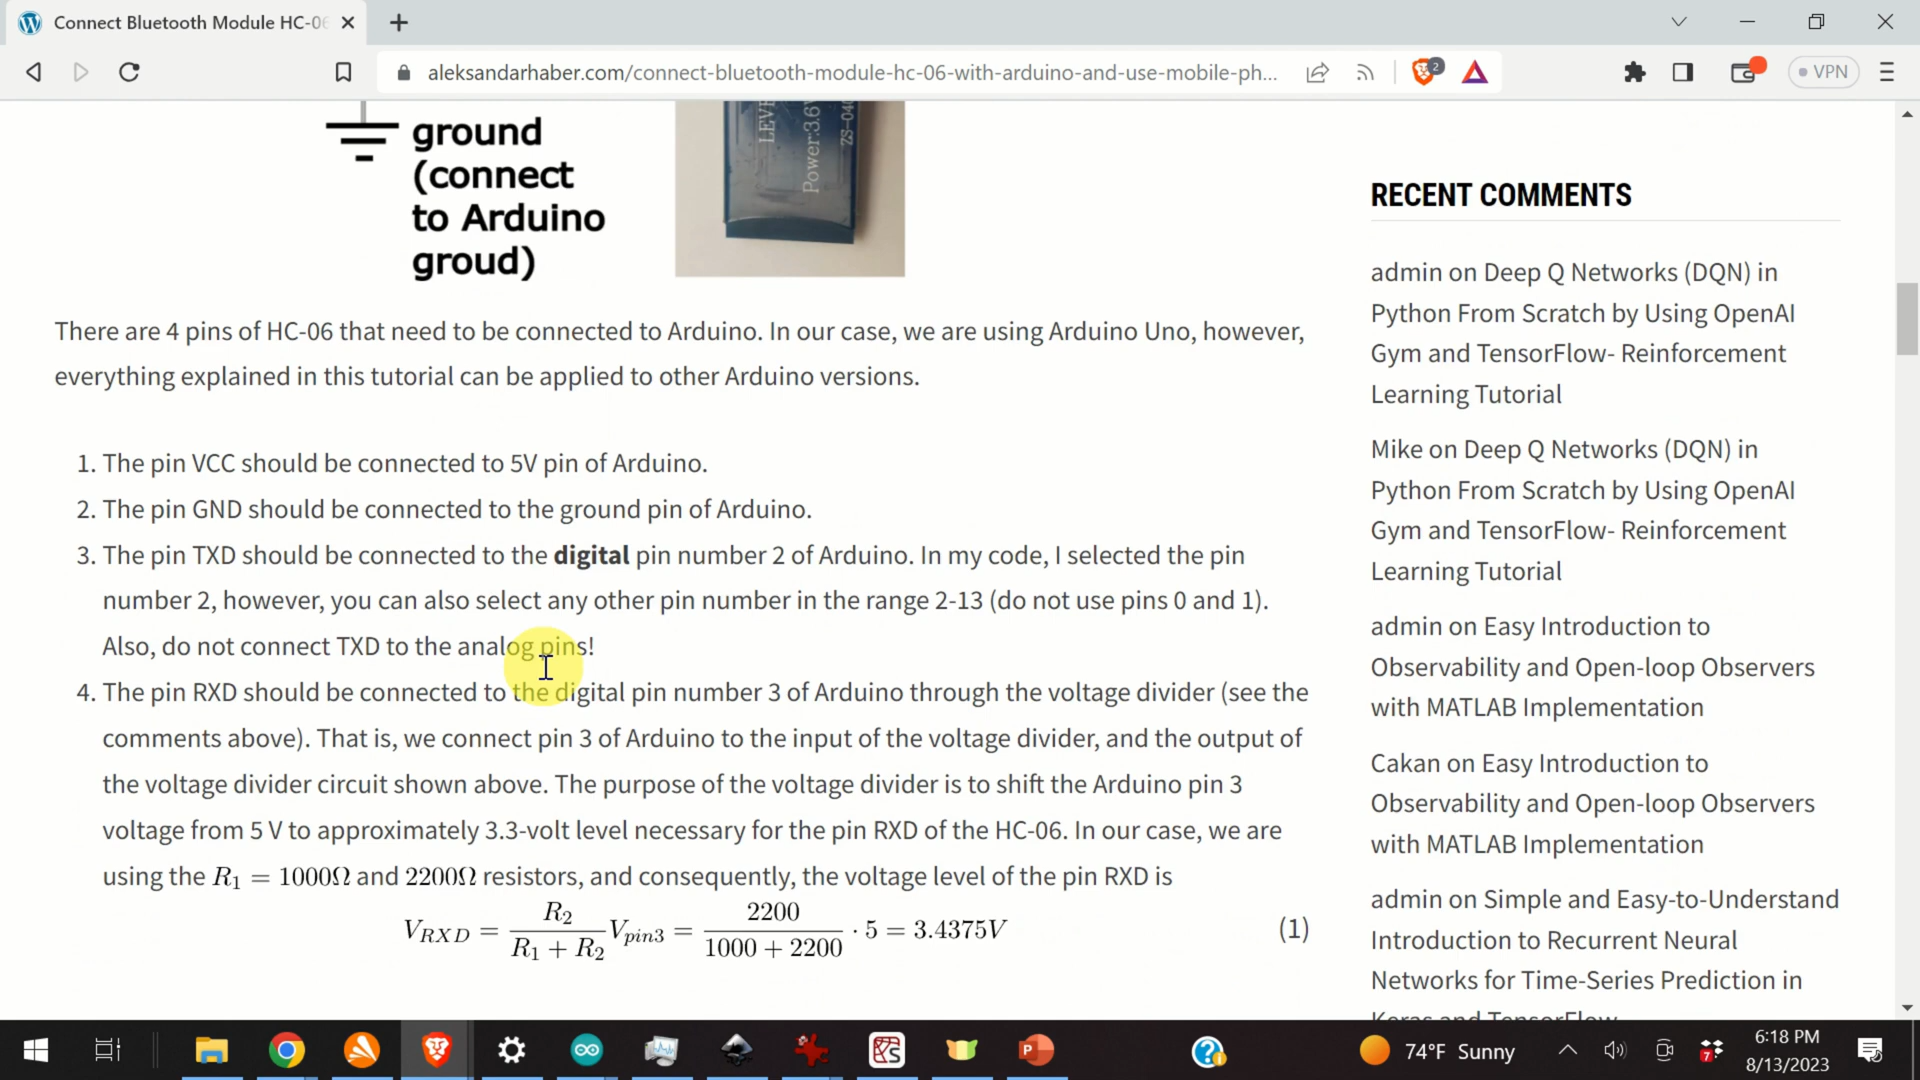 Connect Bluetooth Module HC-06
aleksandarhaber.com/connect-bluetooth-module-hc-06-with-arduino-and-use-mobile-ph...
2
VPN
ground
(connect
to Arduino
groud)
LEVE
Power:3.6
ZS-040
There are 4 pins of HC-06 that need to be connected to Arduino. In our case, we are using Arduino Uno, however,
everything explained in this tutorial can be applied to other Arduino versions.
1. The pin VCC should be connected to 5V pin of Arduino.
2. The pin GND should be connected to the ground pin of Arduino.
3. The pin TXD should be connected to the digital pin number 2 of Arduino. In my code, I selected the pin
number 2, however, you can also select any other pin number in the range 2-13 (do not use pins 0 and 1).
Also, do not connect TXD to the analog pins!
4. The pin RXD should be connected to the digital pin number 3 of Arduino through the voltage divider (see the
comments above). That is, we connect pin 3 of Arduino to the input of the voltage divider, and the output of
the voltage divider circuit shown above. The purpose of the voltage divider is to shift the Arduino pin 3
voltage from 5 V to approximately 3.3-volt level necessary for the pin RXD of the HC-06. In our case, we are
using the R₁ = 1000Ω and 2200Ω resistors, and consequently, the voltage level of the pin RXD is
V_RXD = R₂ / (R₁ + R₂) V_pin3 = 2200 / (1000 + 2200) · 5 = 3.4375V (1)
RECENT COMMENTS
admin on Deep Q Networks (DQN) in
Python From Scratch by Using OpenAI
Gym and TensorFlow- Reinforcement
Learning Tutorial
Mike on Deep Q Networks (DQN) in
Python From Scratch by Using OpenAI
Gym and TensorFlow- Reinforcement
Learning Tutorial
admin on Easy Introduction to
Observability and Open-loop Observers
with MATLAB Implementation
Cakan on Easy Introduction to
Observability and Open-loop Observers
with MATLAB Implementation
admin on Simple and Easy-to-Understand
Introduction to Recurrent Neural
Networks for Time-Series Prediction in
Keras and TensorFlow
74°F Sunny
7
6:18 PM
8/13/2023